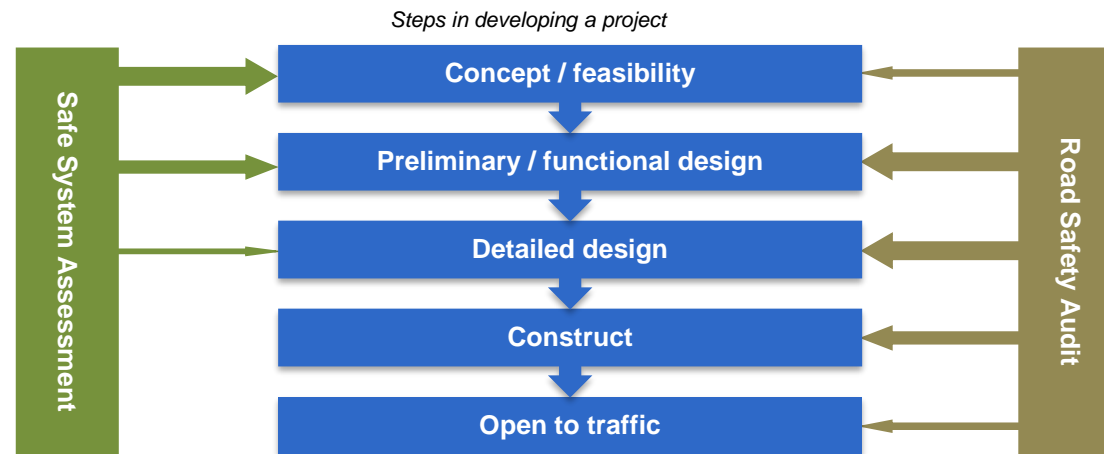 Steps in developing a project
Safe System Assessment
Concept / feasibility
Preliminary / functional design
Detailed design
Construct
Open to traffic
Road Safety Audit